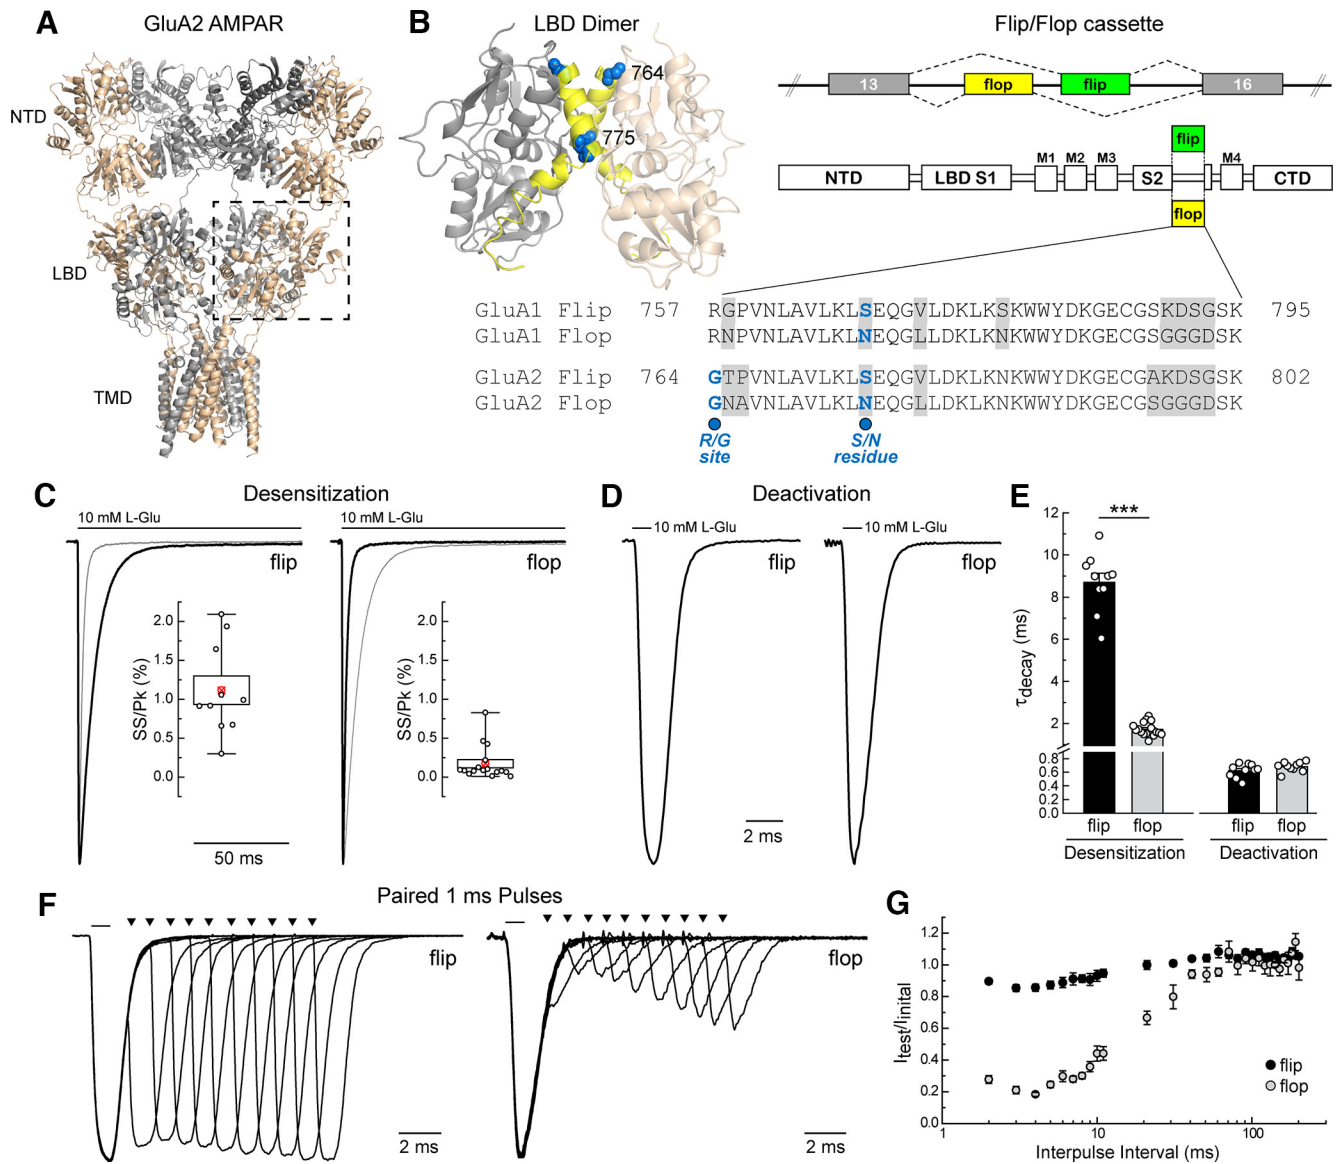 A
GluA2 AMPAR
NTD
LBD
TMD
B
LBD Dimer
764
775
Flip/Flop cassette
13
flop
flip
16
flip
NTD
LBD S1
M1
M2
M3
S2
M4
CTD
flop
GluA1 Flip 757 RGPVNLAVLKLSEQGVLDKLKSKWWYDKGECGSKDSGSK 795
GluA1 Flop RNPVNLAVLKLNEQGLLDKLKNKWWYDKGECGSGGGDSK
GluA2 Flip 764 GTPVNLAVLKLSEQGVLDKLKNKWWYDKGECGAKDSGSK 802
GluA2 Flop GNAVNLAVLKLNEQGLLDKLKNKWWYDKGECGSGGGDSK
R/G
site
S/N
residue
C
Desensitization
10 mM L-Glu
flip
SS/Pk (%)
2.0
1.5
1.0
0.5
0.0
50 ms
10 mM L-Glu
flop
SS/Pk (%)
2.0
1.5
1.0
0.5
0.0
D
Deactivation
10 mM L-Glu
flip
10 mM L-Glu
flop
2 ms
E
***
τdecay (ms)
12
10
8
6
4
2
0.8
0.6
0.4
0.2
0.0
flip
flop
flip
flop
Desensitization
Deactivation
F
Paired 1 ms Pulses
flip
2 ms
flop
2 ms
G
Itest/Iinital
1.2
1.0
0.8
0.6
0.4
0.2
0.0
flip
flop
1
10
100
Interpulse Interval (ms)